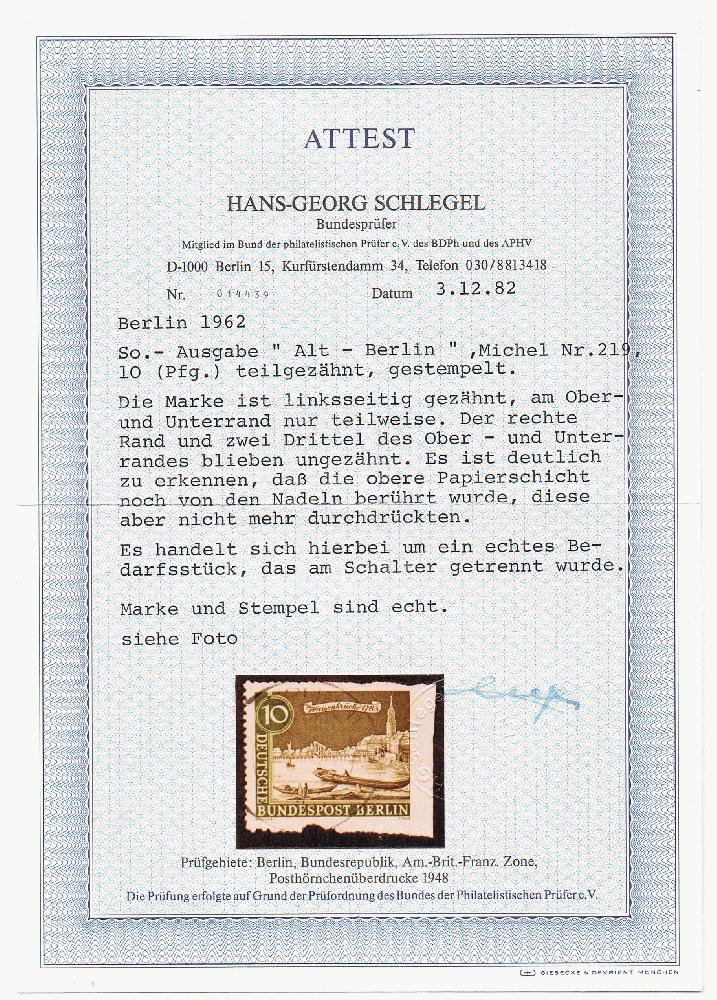 ATTEST
HANS-GEORG SCHLEGEL
Bundesprüfer
Mitglied im Bund der philatelistischen Prüfer e.V. des BDPh und des APHV
D-1000 Berlin 15, Kurfürstendamm 34, Telefon 030/8813418
Nr. 014439 Datum 3.12.82
Berlin 1962
So.- Ausgabe " Alt - Berlin " ,Michel Nr.219,
10 (Pfg.) teilgezähnt, gestempelt.
Die Marke ist linksseitig gezähnt, am Ober-
und Unterrand nur teilweise. Der rechte
Rand und zwei Drittel des Ober - und Unter-
randes blieben ungezähnt. Es ist deutlich
zu erkennen, daß die obere Papierschicht
noch von den Nadeln berührt wurde, diese
aber nicht mehr durchdrückten.
Es handelt sich hierbei um ein echtes Be-
darfsstück, das am Schalter getrennt wurde.
Marke und Stempel sind echt.
siehe Foto
10
Waisenbrücke 1783
DEUTSCHE
BUNDESPOST BERLIN
Prüfgebiete: Berlin, Bundesrepublik, Am.-Brit.-Franz. Zone,
Posthörnchenüberdrucke 1948
Die Prüfung erfolgte auf Grund der Prüfordnung des Bundes der Philatelistischen Prüfer e.V.
GIESECKE & DEVRIENT MÜNCHEN